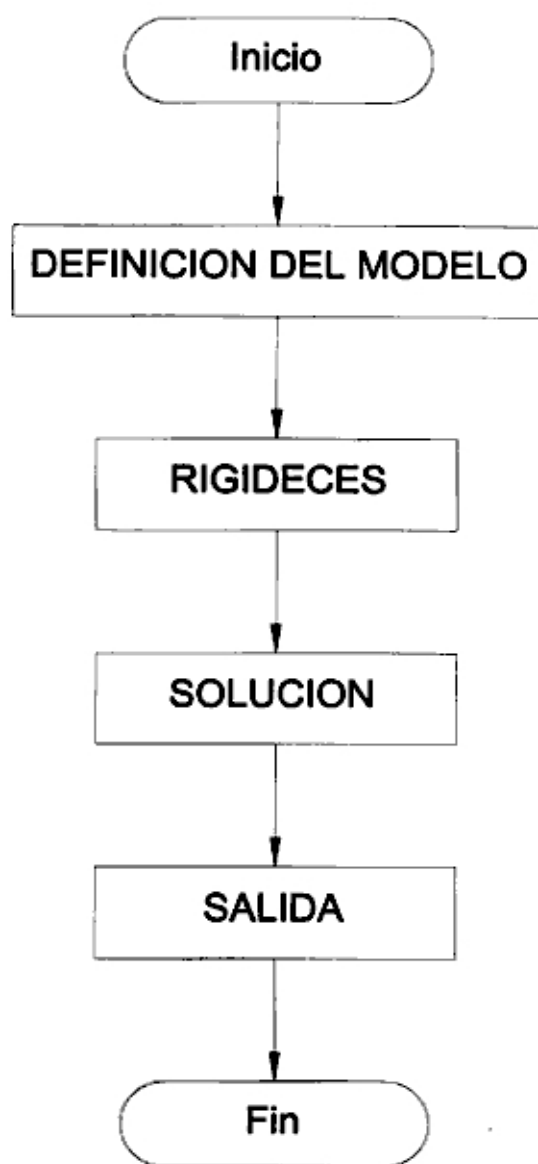 Inicio
DEFINICION DEL MODELO
RIGIDECES
SOLUCION
SALIDA
Fin